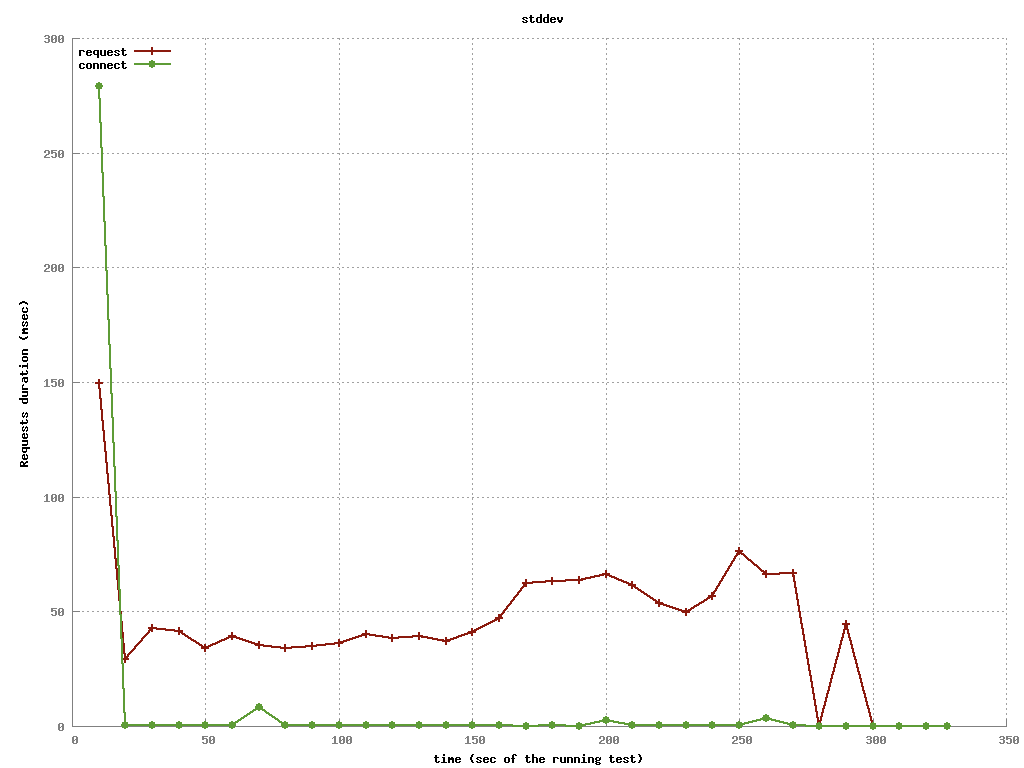 stddev
request
connect
300
250
200
150
100
50
0
Requests duration (msec)
0 50 100 150 200 250 300 350
time (sec of the running test)